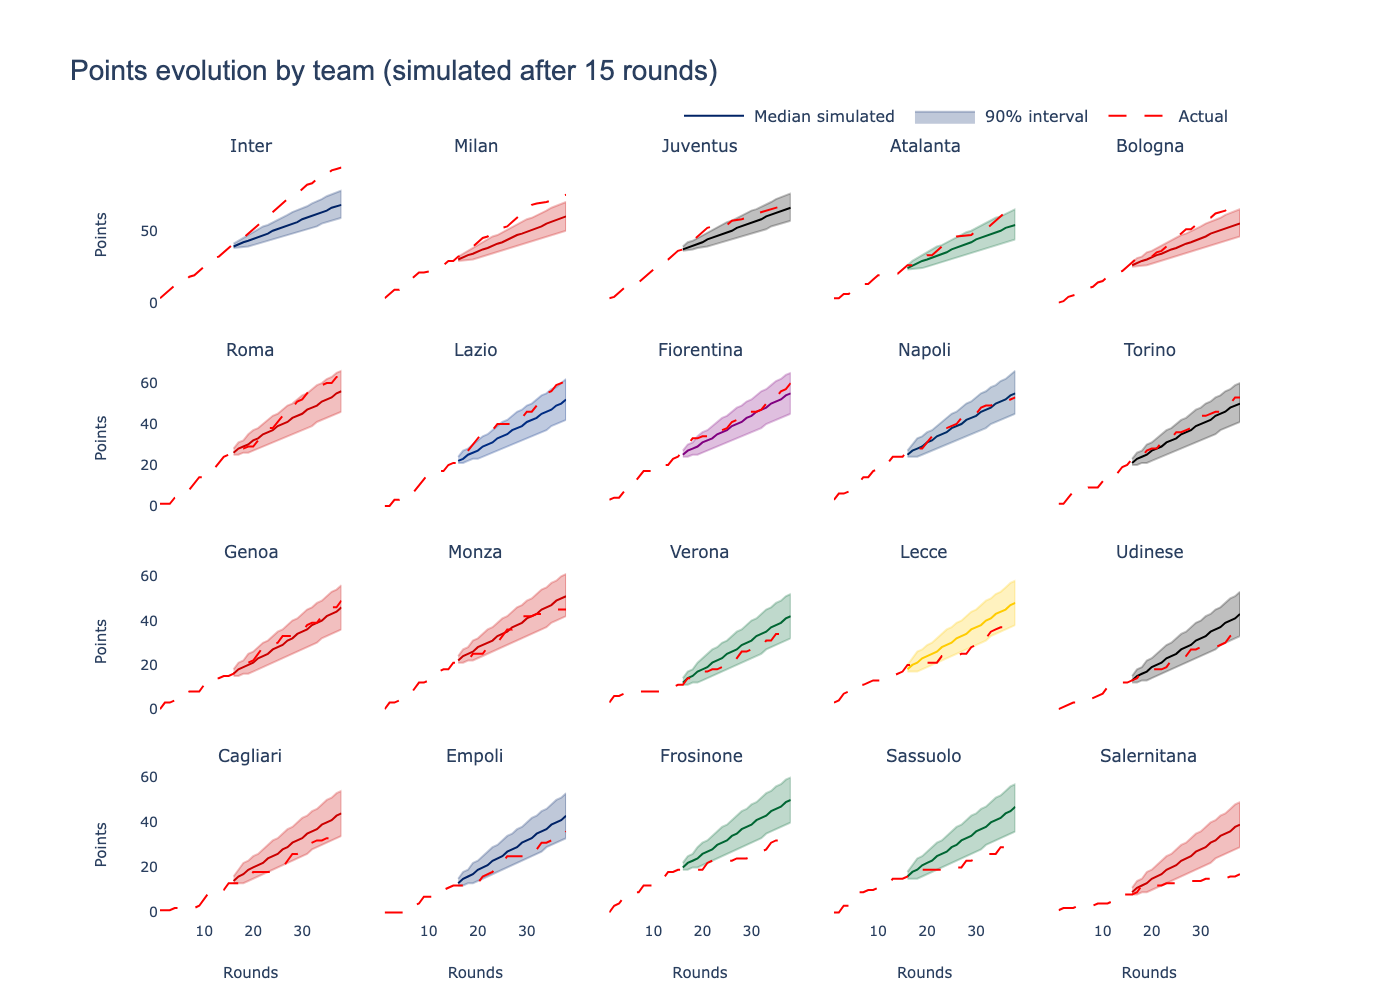 Points evolution by team (simulated after 15 rounds)
Median simulated 90% interval Actual
Inter Milan Juventus Atalanta Bologna
Points
50
0
Roma Lazio Fiorentina Napoli Torino
Points
60
40
20
0
Genoa Monza Verona Lecce Udinese
Points
60
40
20
0
Cagliari Empoli Frosinone Sassuolo Salernitana
Points
60
40
20
0
10 20 30 10 20 30 10 20 30 10 20 30 10 20 30
Rounds Rounds Rounds Rounds Rounds